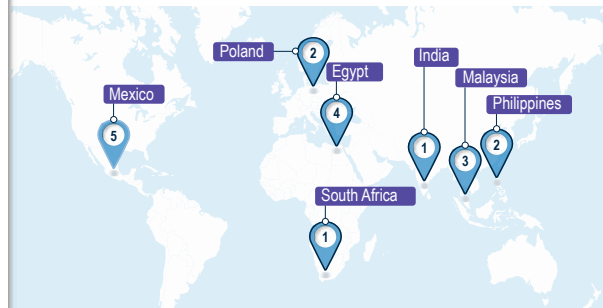 Poland
2
India
Egypt
Malaysia
Mexico
Philippines
4
5
1
2
3
South Africa
1